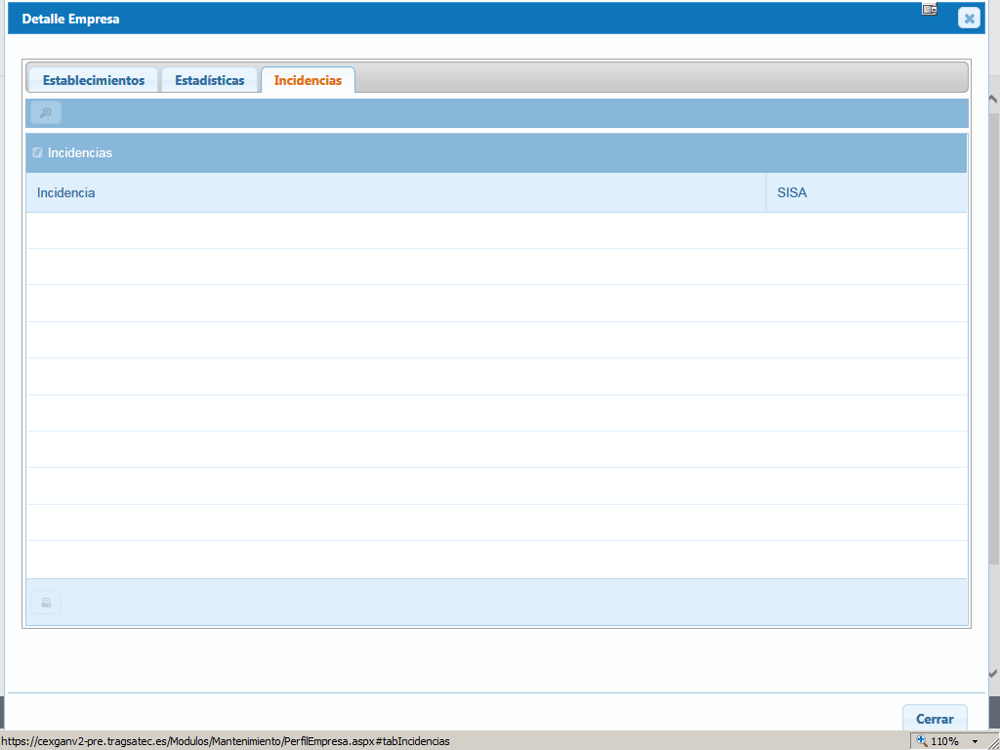 Detalle Empresa
Establecimientos Estadísticas Incidencias
Incidencias
Incidencia SISA
Cerrar
https://cexganv2-pre.tragsatec.es/Modulos/Mantenimiento/PerfilEmpresa.aspx#tabIncidencias 110%